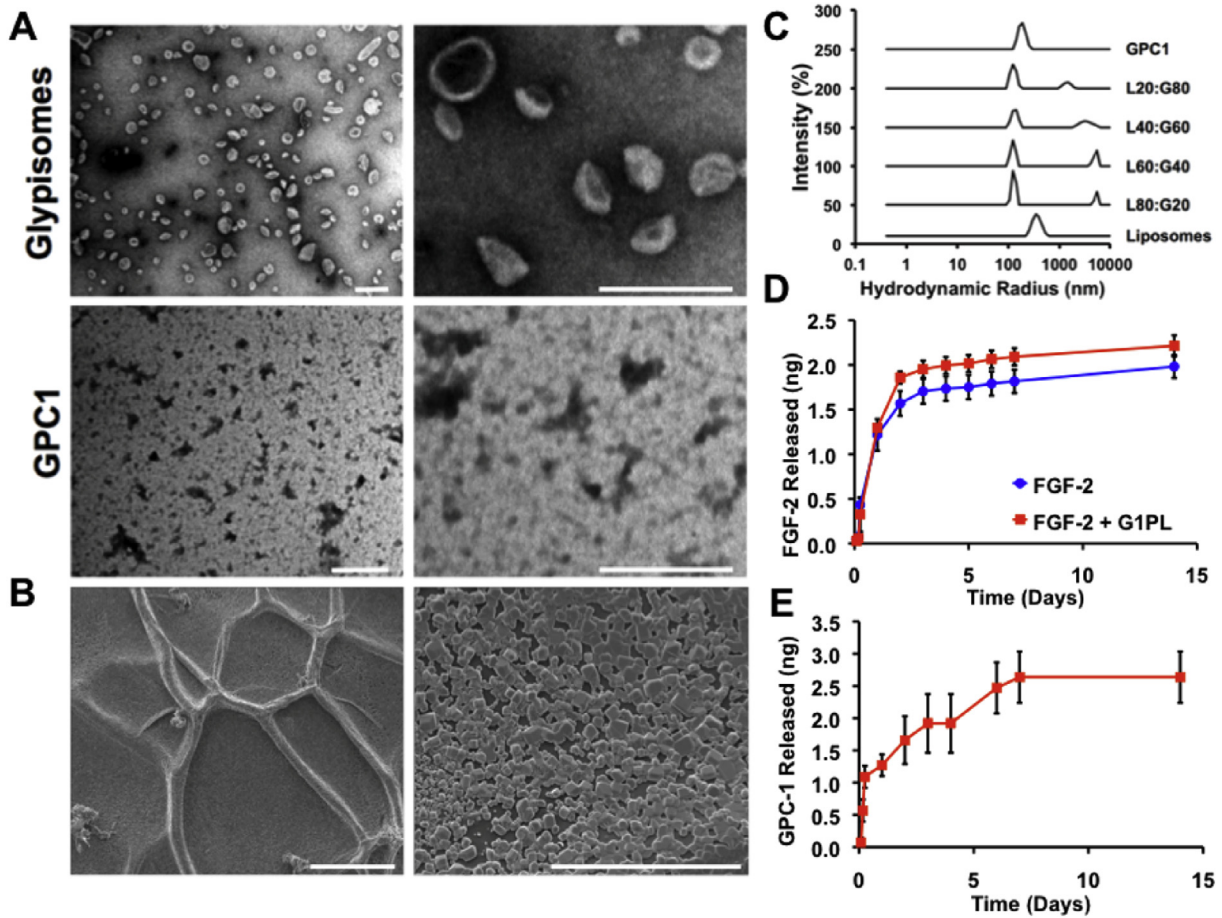 A
Glypisomes
GPC1
B
C
Intensity (%)
300
250
200
150
100
50
0
GPC1
L20:G80
L40:G60
L60:G40
L80:G20
Liposomes
0.1 1 10 100 1000 10000
Hydrodynamic Radius (nm)
D
FGF-2 Released (ng)
2.5
2.0
1.5
1.0
0.5
0.0
FGF-2
FGF-2 + G1PL
0 5 10 15
Time (Days)
E
GPC-1 Released (ng)
3.5
3.0
2.5
2.0
1.5
1.0
0.5
0.0
0 5 10 15
Time (Days)